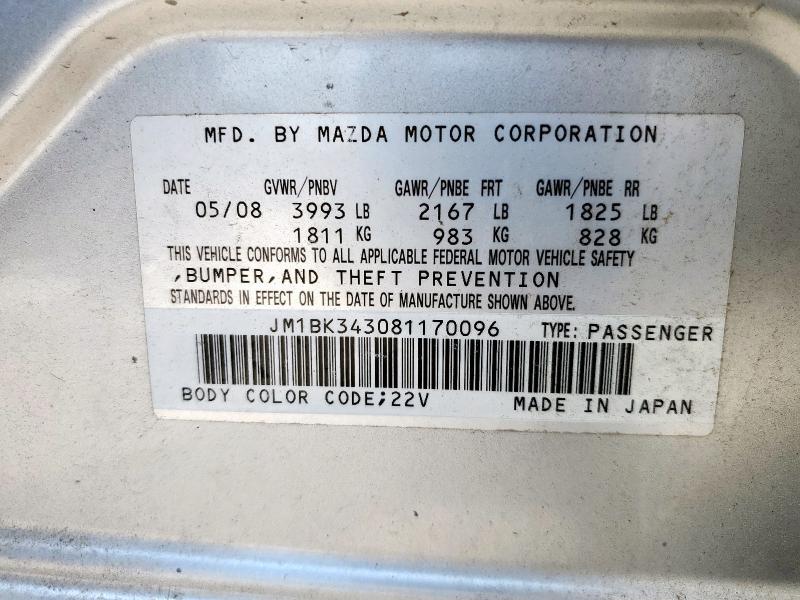 MFD. BY MAZDA MOTOR CORPORATION
DATE GVWR/PNBV GAWR/PNBE FRT GAWR/PNBE RR
05/08 3993 LB 2167 LB 1825 LB
1811 KG 983 KG 828 KG
THIS VEHICLE CONFORMS TO ALL APPLICABLE FEDERAL MOTOR VEHICLE SAFETY
,BUMPER,AND THEFT PREVENTION
STANDARDS IN EFFECT ON THE DATE OF MANUFACTURE SHOWN ABOVE.
JM1BK343081170096 TYPE: PASSENGER
BODY COLOR CODE;22V MADE IN JAPAN